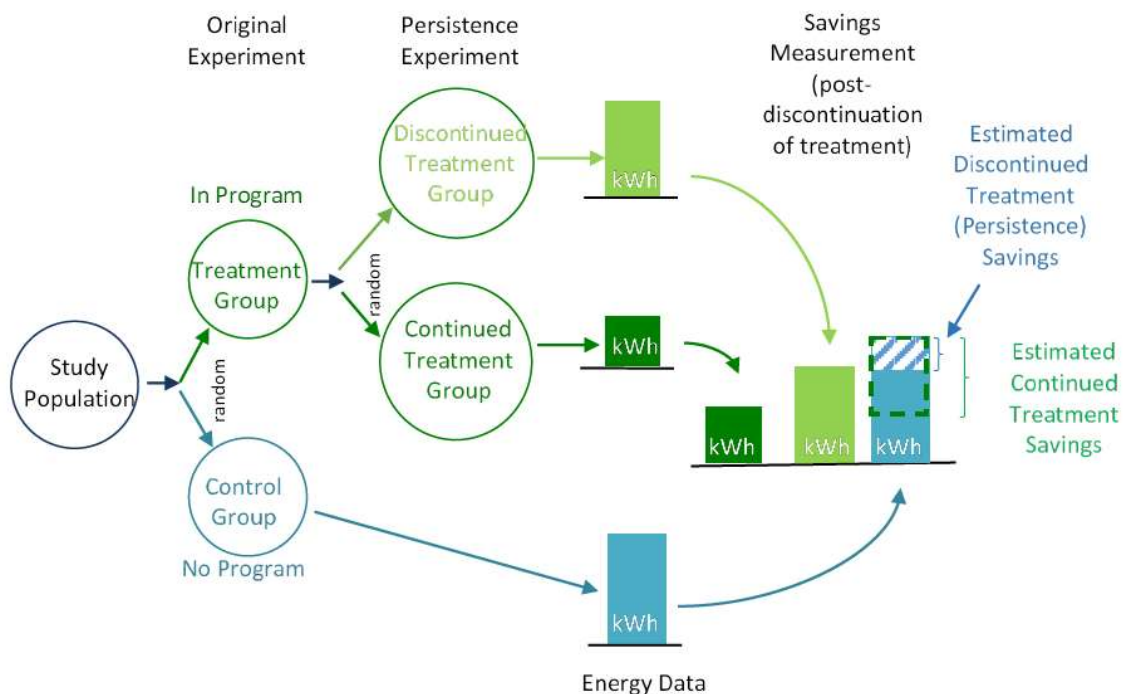 Original
Experiment
Persistence
Experiment
Savings
Measurement
(post-
discontinuation
of treatment)
Estimated
Discontinued
Treatment
(Persistence)
Savings
In Program
Treatment
Group
random
Discontinued
Treatment
Group
kWh
Continued
Treatment
Group
kWh
Study
Population
random
Control
Group
No Program
kWh
kWh
kWh
Estimated
Continued
Treatment
Savings
kWh
Energy Data